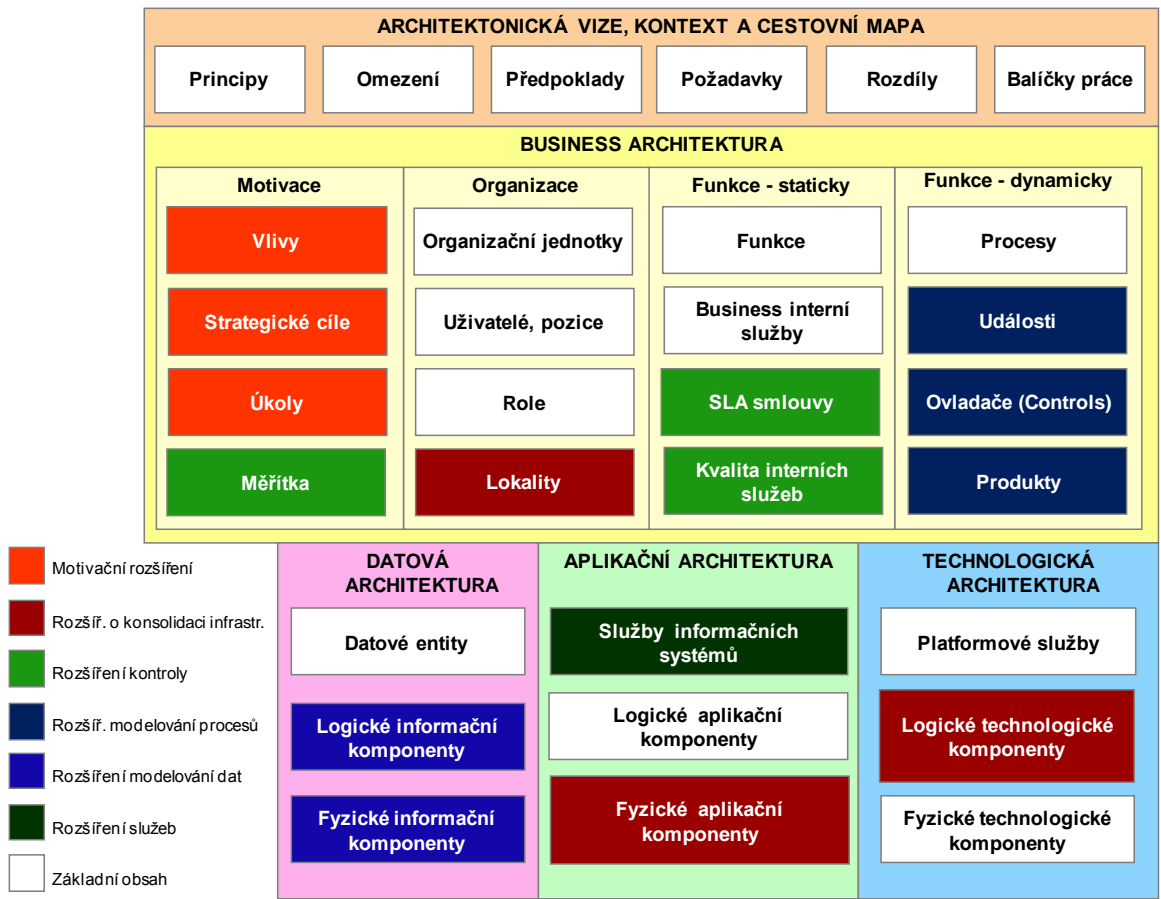 ARCHITEKTONICKÁ VIZE, KONTEXT A CESTOVNÍ MAPA
Principy
Omezení
Předpoklady
Požadavky
Rozdíly
Balíčky práce
BUSINESS ARCHITEKTURA
Motivace
Vlivy
Strategické cíle
Úkoly
Měřítka
Organizace
Organizační jednotky
Uživatelé, pozice
Role
Lokality
Funkce - staticky
Funkce
Business interní
služby
SLA smlouvy
Kvalita interních
služeb
Funkce - dynamicky
Procesy
Události
Ovladače (Controls)
Produkty
Motivační rozšíření
Rozšíř. o konsolidaci infrastr.
Rozšíření kontroly
Rozšíř. modelování procesů
Rozšíření modelování dat
Rozšíření služeb
Základní obsah
DATOVÁ
ARCHITEKTURA
Datové entity
Logické informační
komponenty
Fyzické informační
komponenty
APLIKAČNÍ ARCHITEKTURA
Služby informačních
systémů
Logické aplikační
komponenty
Fyzické aplikační
komponenty
TECHNOLOGICKÁ
ARCHITEKTURA
Platformové služby
Logické technologické
komponenty
Fyzické technologické
komponenty